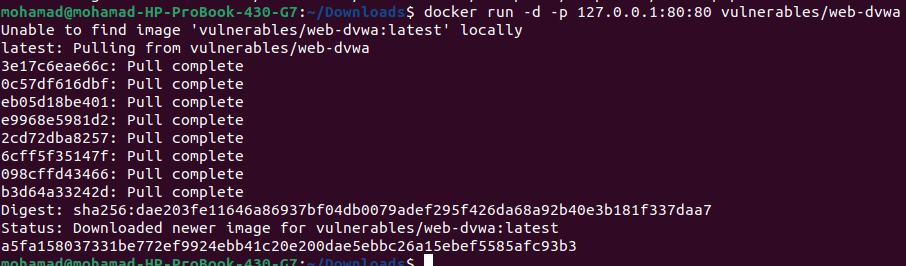 mohamad@mohamad-HP-ProBook-430-G7:~/Downloads$ docker run -d -p 127.0.0.1:80:80 vulnerables/web-dvwa
Unable to find image 'vulnerables/web-dvwa:latest' locally
latest: Pulling from vulnerables/web-dvwa
3e17c6eae66c: Pull complete
0c57df616dbf: Pull complete
eb05d18be401: Pull complete
e9968e5981d2: Pull complete
2cd72dba8257: Pull complete
6cff5f35147f: Pull complete
098cffd43466: Pull complete
b3d64a33242d: Pull complete
Digest: sha256:dae203fe11646a86937bf04db0079adef295f426da68a92b40e3b181f337daa7
Status: Downloaded newer image for vulnerables/web-dvwa:latest
a5fa158037331be772ef9924ebb41c20e200dae5ebbc26a15ebef5585afc93b3
mohamad@mohamad-HP-ProBook-430-G7:~/Downloads$